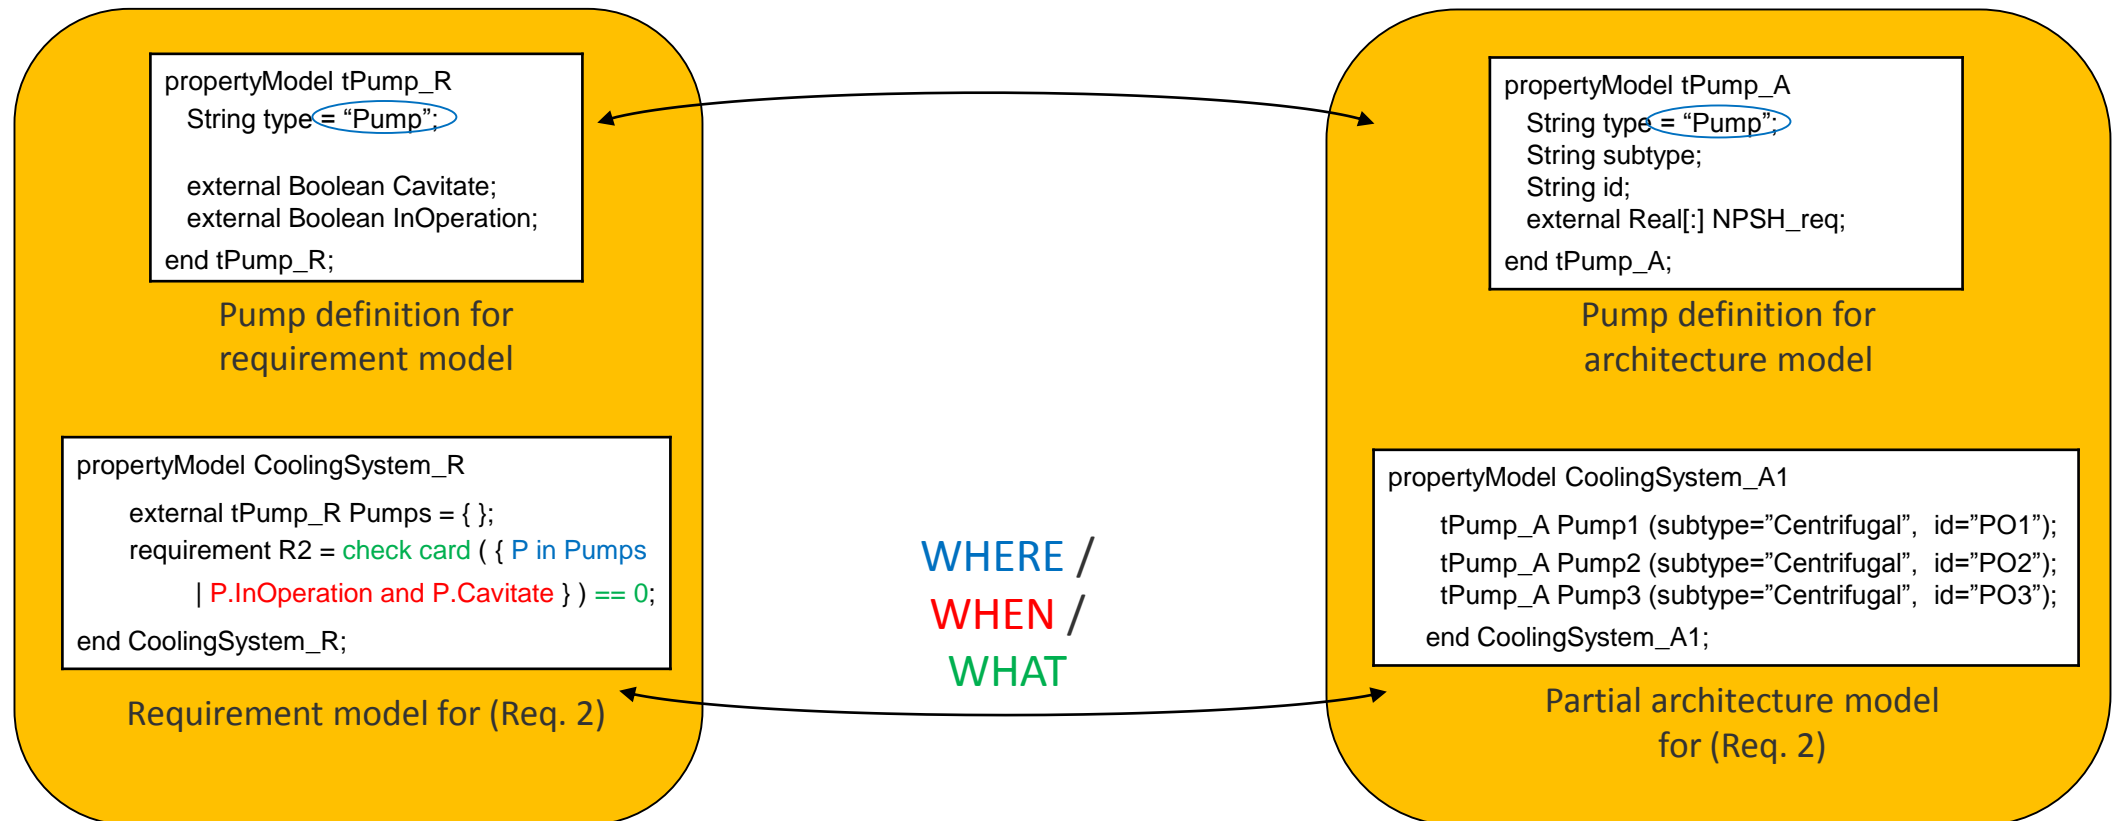 propertyModel tPump_R
String type = “Pump”;
external Boolean Cavitate;
external Boolean InOperation;
end tPump_R;
Pump definition for
requirement model
propertyModel CoolingSystem_R
external tPump_R Pumps = { };
requirement R2 = check card ( { P in Pumps
| P.InOperation and P.Cavitate } ) == 0;
end CoolingSystem_R;
Requirement model for (Req. 2)
WHERE /
WHEN /
WHAT
propertyModel tPump_A
String type = “Pump”;
String subtype;
String id;
external Real[:] NPSH_req;
end tPump_A;
Pump definition for
architecture model
propertyModel CoolingSystem_A1
tPump_A Pump1 (subtype=”Centrifugal”, id=”PO1”);
tPump_A Pump2 (subtype=”Centrifugal”, id=”PO2”);
tPump_A Pump3 (subtype=”Centrifugal”, id=”PO3”);
end CoolingSystem_A1;
Partial architecture model
for (Req. 2)